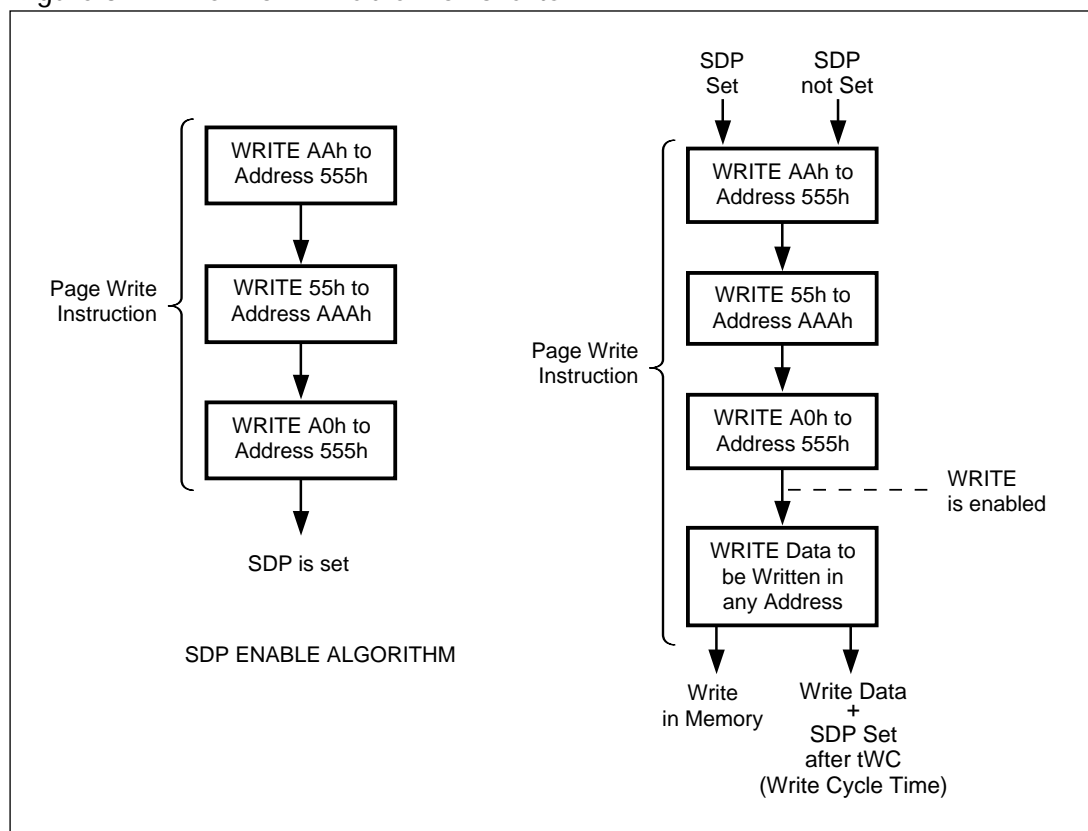 SDP
Set
SDP
not Set
WRITE AAh to
Address 555h
WRITE 55h to
Address AAAh
WRITE A0h to
Address 555h
Page Write
Instruction
SDP is set
SDP ENABLE ALGORITHM
WRITE AAh to
Address 555h
WRITE 55h to
Address AAAh
Page Write
Instruction
WRITE A0h to
Address 555h
WRITE
is enabled
WRITE Data to
be Written in
any Address
Write
in Memory
Write Data
+
SDP Set
after tWC
(Write Cycle Time)